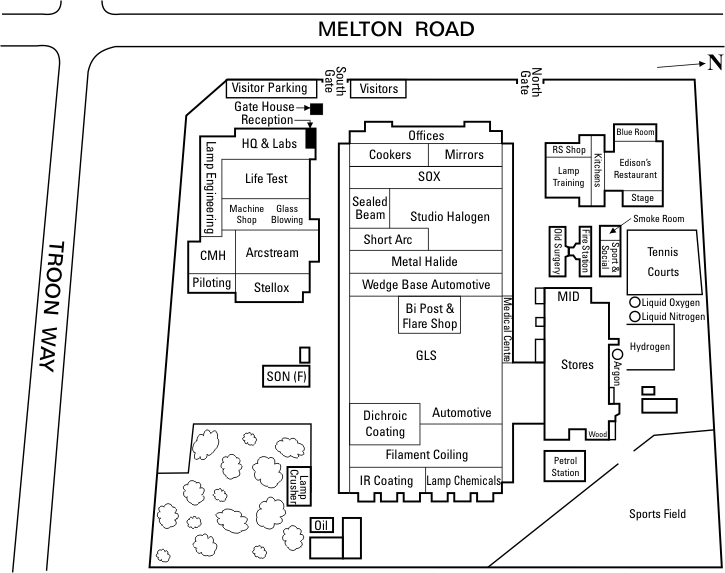 MELTON ROAD
N
TROON WAY
South
Gate
North
Gate
Visitor Parking
Visitors
Gate House
Reception
HQ & Labs
Lamp Engineering
Life Test
Machine
Shop
Glass
Blowing
CMH
Arcstream
Piloting
Stellox
SON (F)
Offices
Cookers
Mirrors
SOX
Sealed
Beam
Studio Halogen
Short Arc
Metal Halide
Wedge Base Automotive
Bi Post &
Flare Shop
Medical Centre
GLS
Dichroic
Coating
Automotive
Filament Coiling
IR Coating
Lamp Chemicals
Lamp
Crusher
Oil
Blue Room
RS Shop
Kitchens
Edison's
Restaurant
Lamp
Training
Stage
Smoke Room
Old Surgery
Fire Station
Sport &
Social
Tennis
Courts
MID
Liquid Oxygen
Liquid Nitrogen
Hydrogen
Argon
Stores
Wood
Petrol
Station
Sports Field